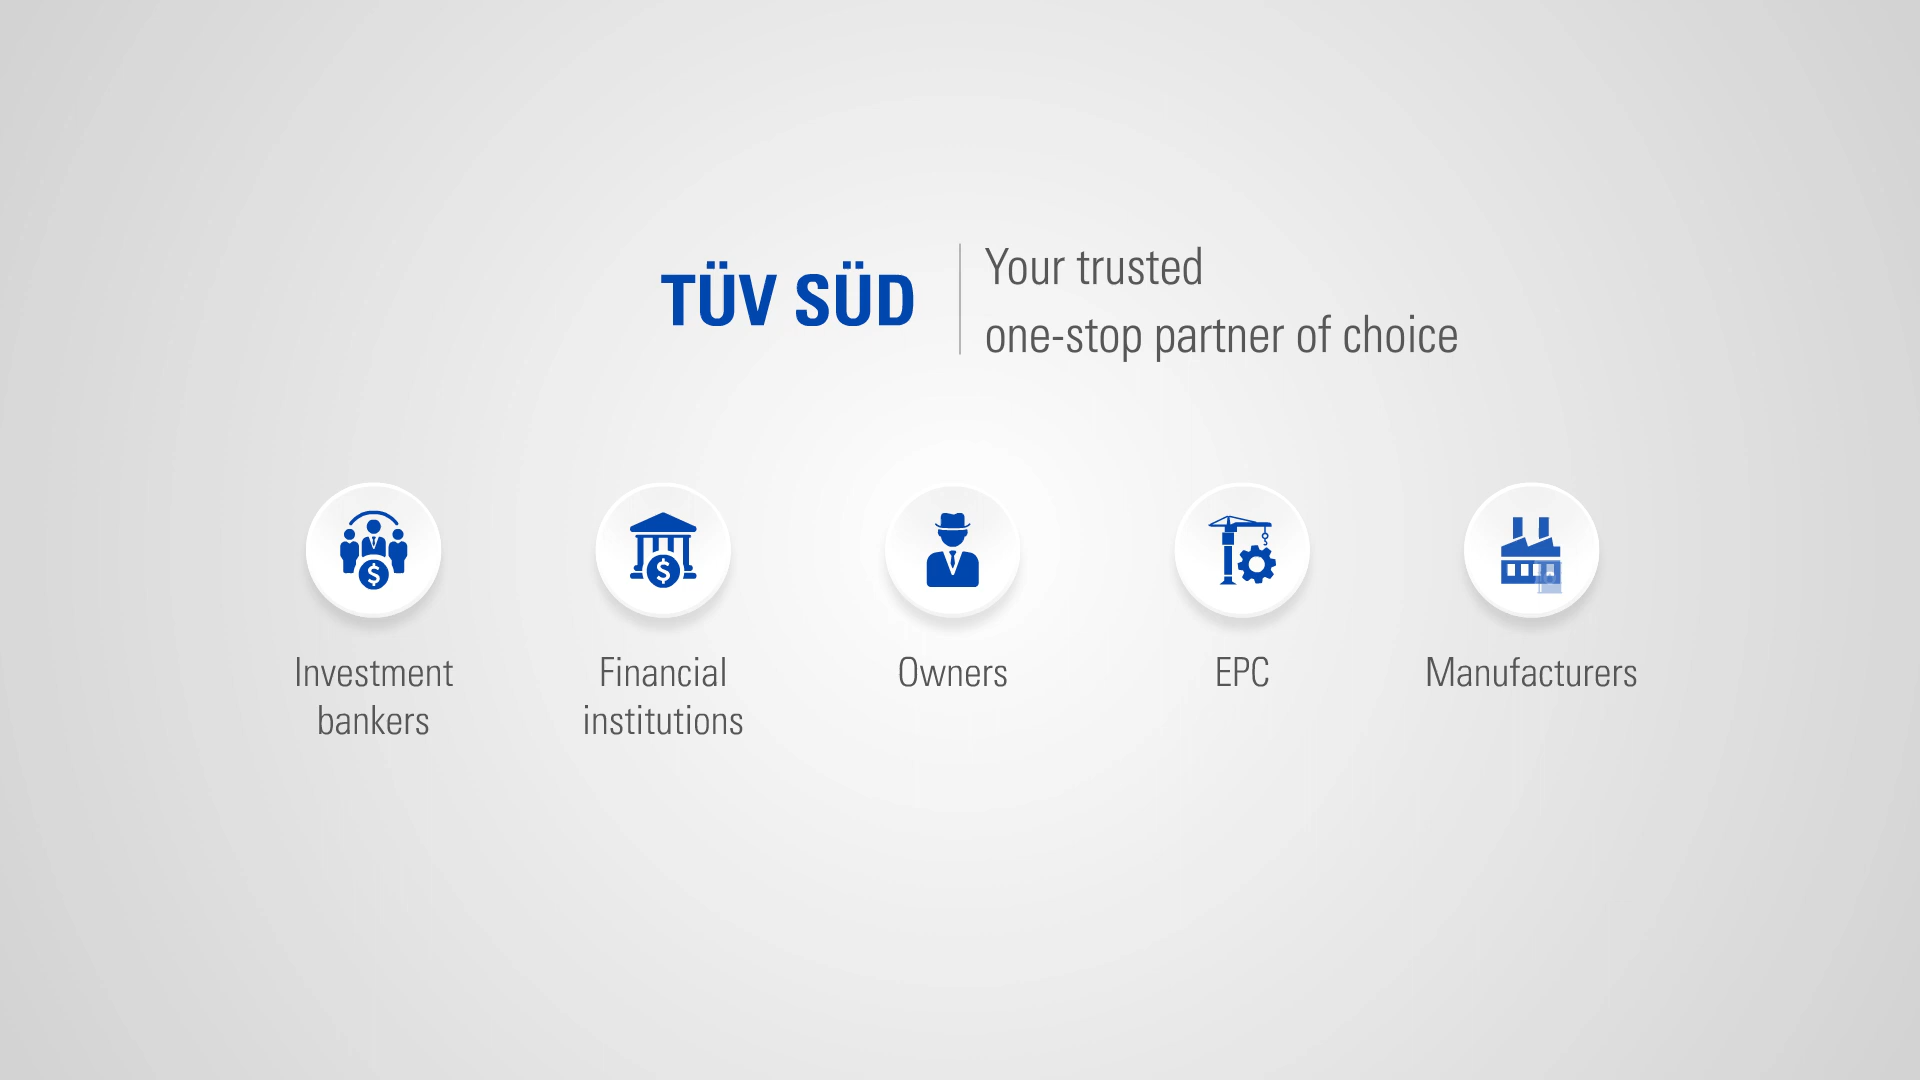 TÜV SÜD
Your trusted
one-stop partner of choice
Investment
bankers
Financial
institutions
Owners
EPC
Manufacturers